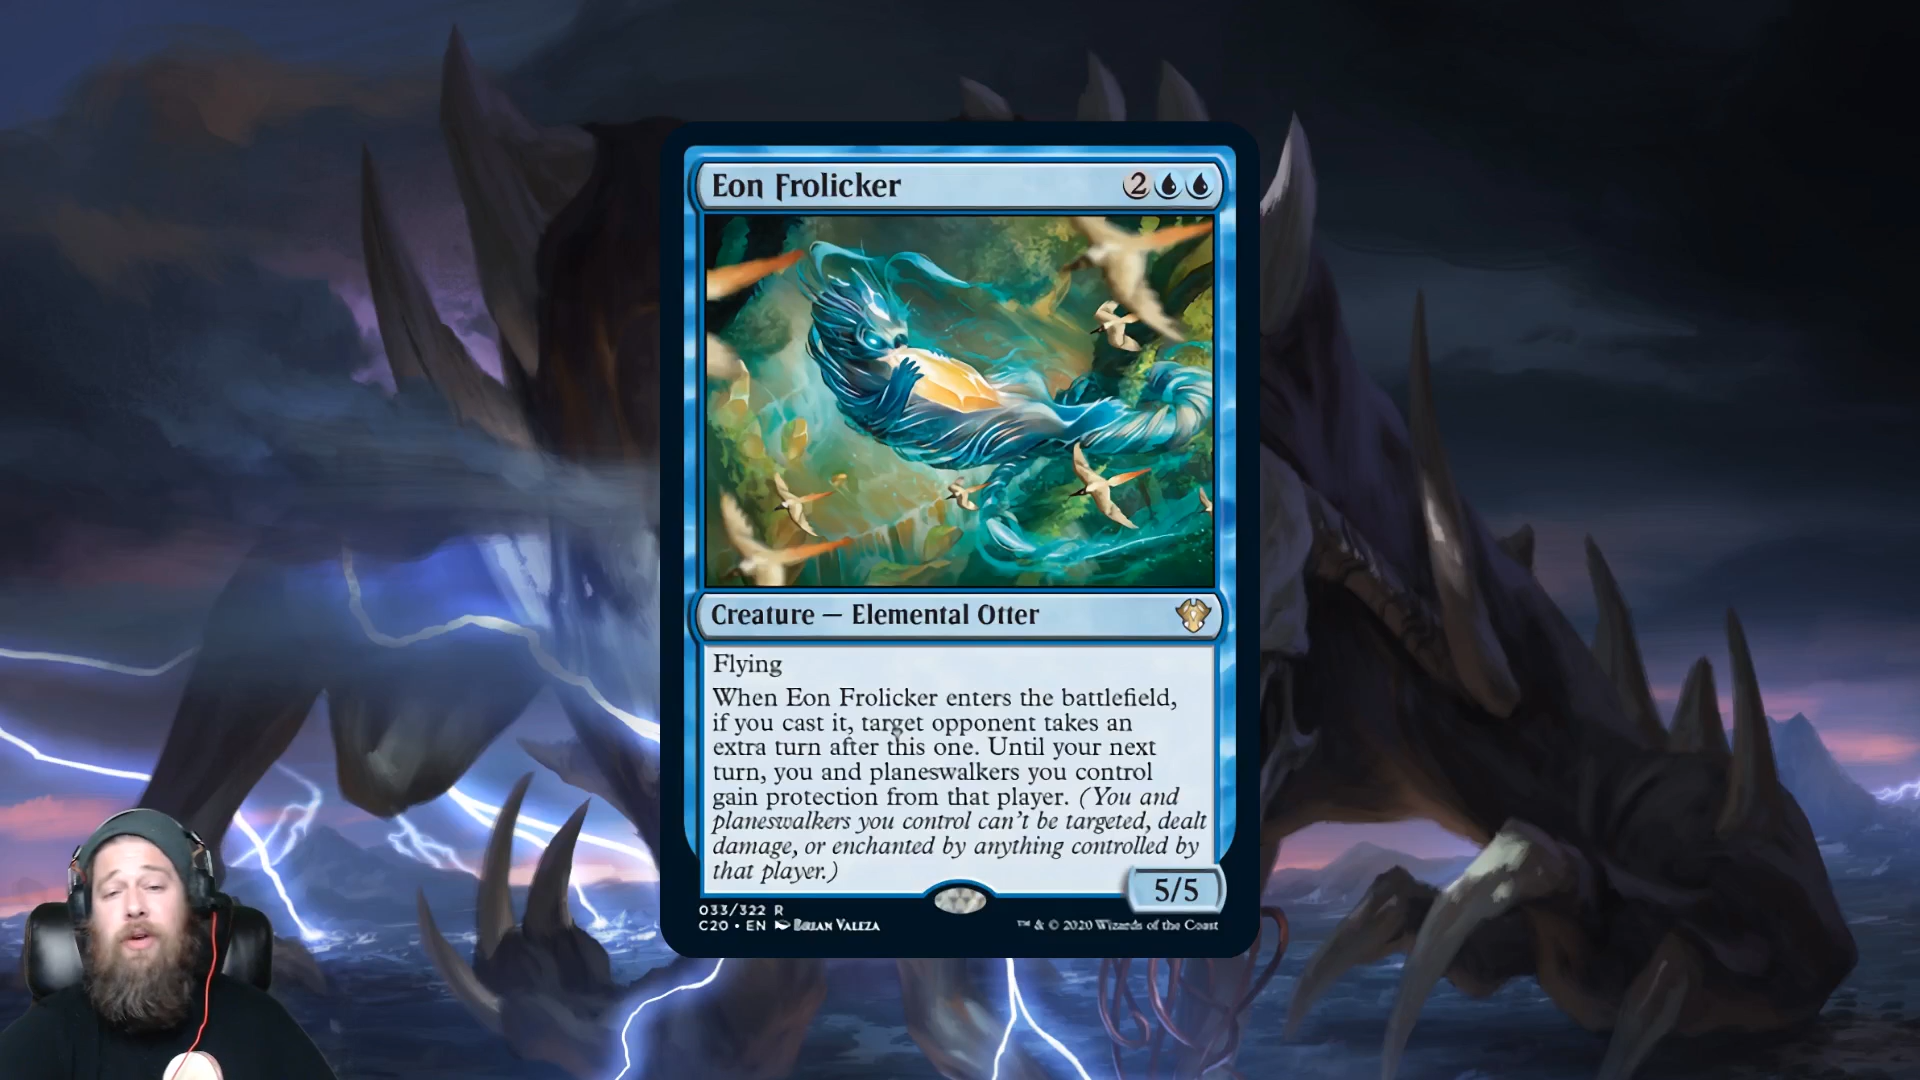 Eon Frolicker
2
Creature — Elemental Otter
Flying
When Eon Frolicker enters the battlefield,
if you cast it, target opponent takes an
extra turn after this one. Until your next
turn, you and planeswalkers you control
gain protection from that player. (You and
planeswalkers you control can't be targeted, dealt
damage, or enchanted by anything controlled by
that player.)
5/5
033/322 R
C20 • EN Brian Valeza
™ & © 2020 Wizards of the Coast